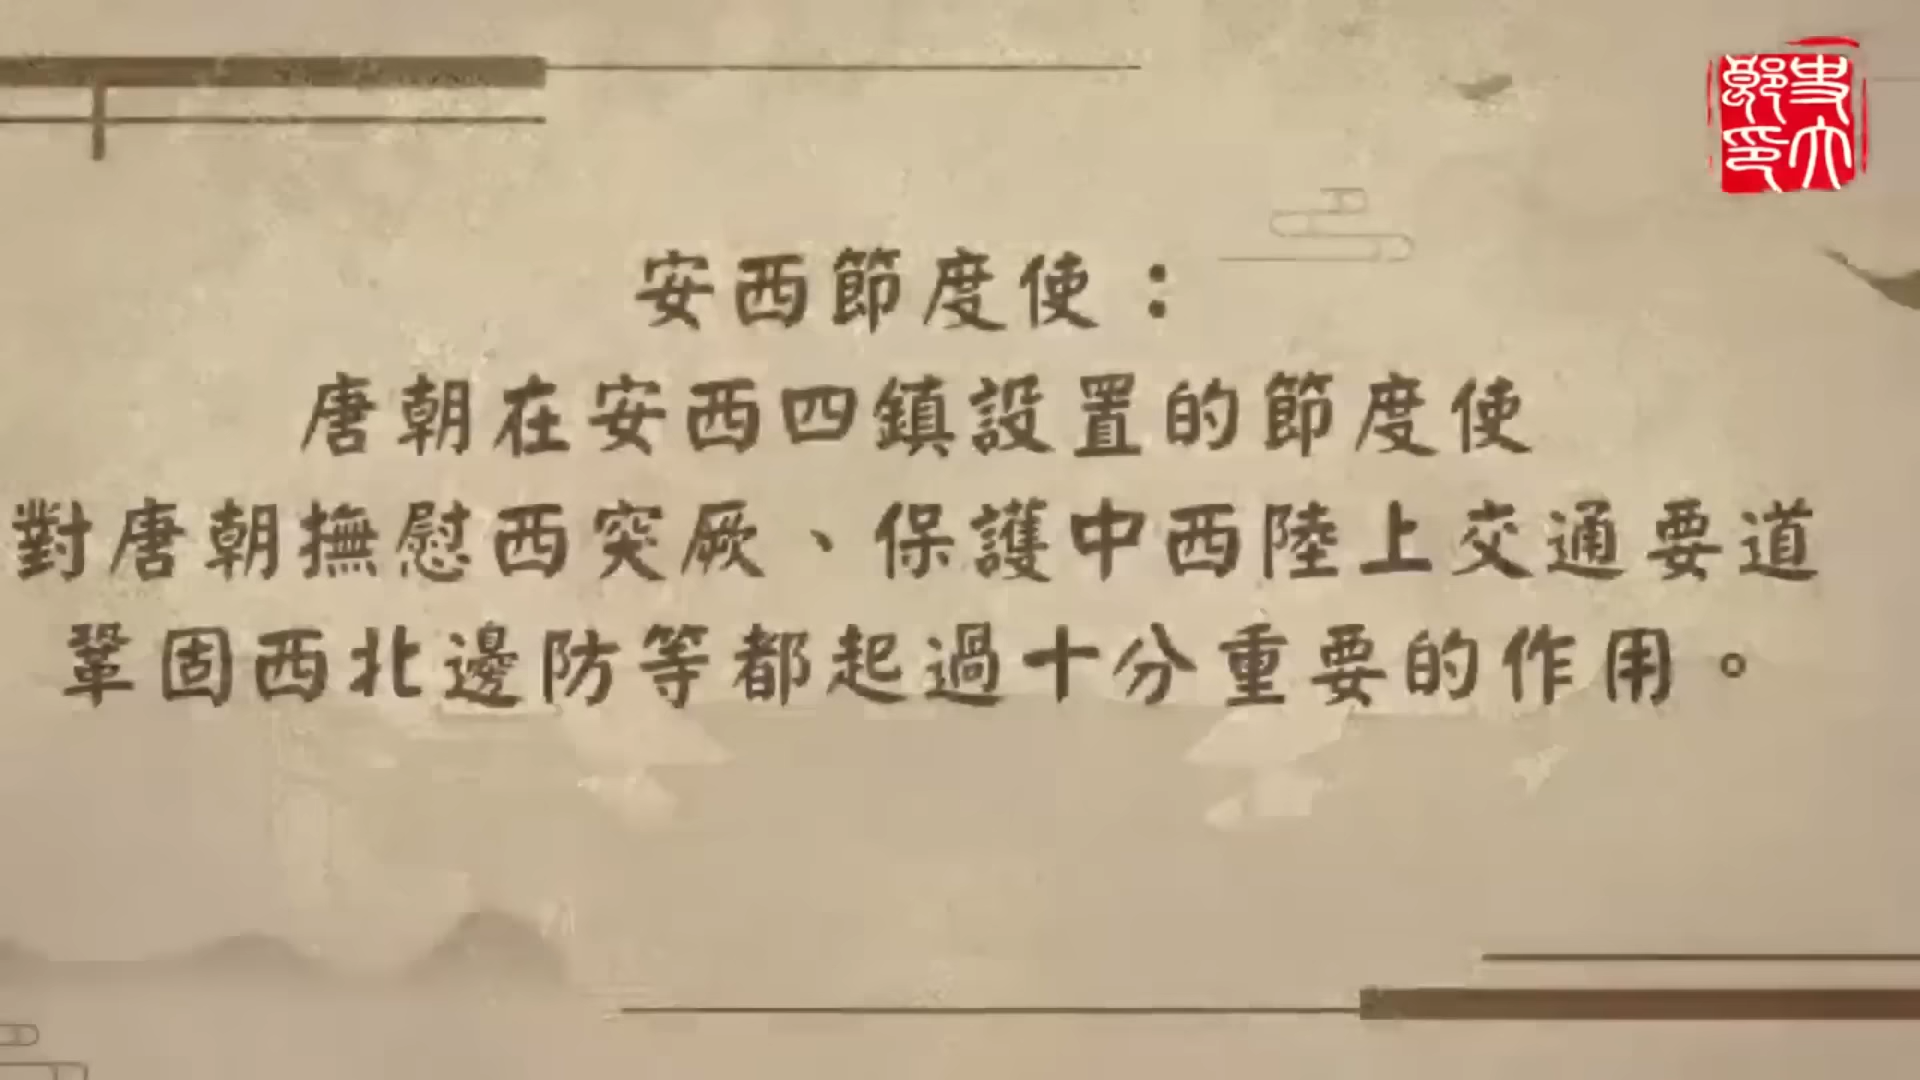 安西節度使：
唐朝在安西四鎮設置的節度使
對唐朝撫慰西突厥、保護中西陸上交通要道
鞏固西北邊防等都起過十分重要的作用。